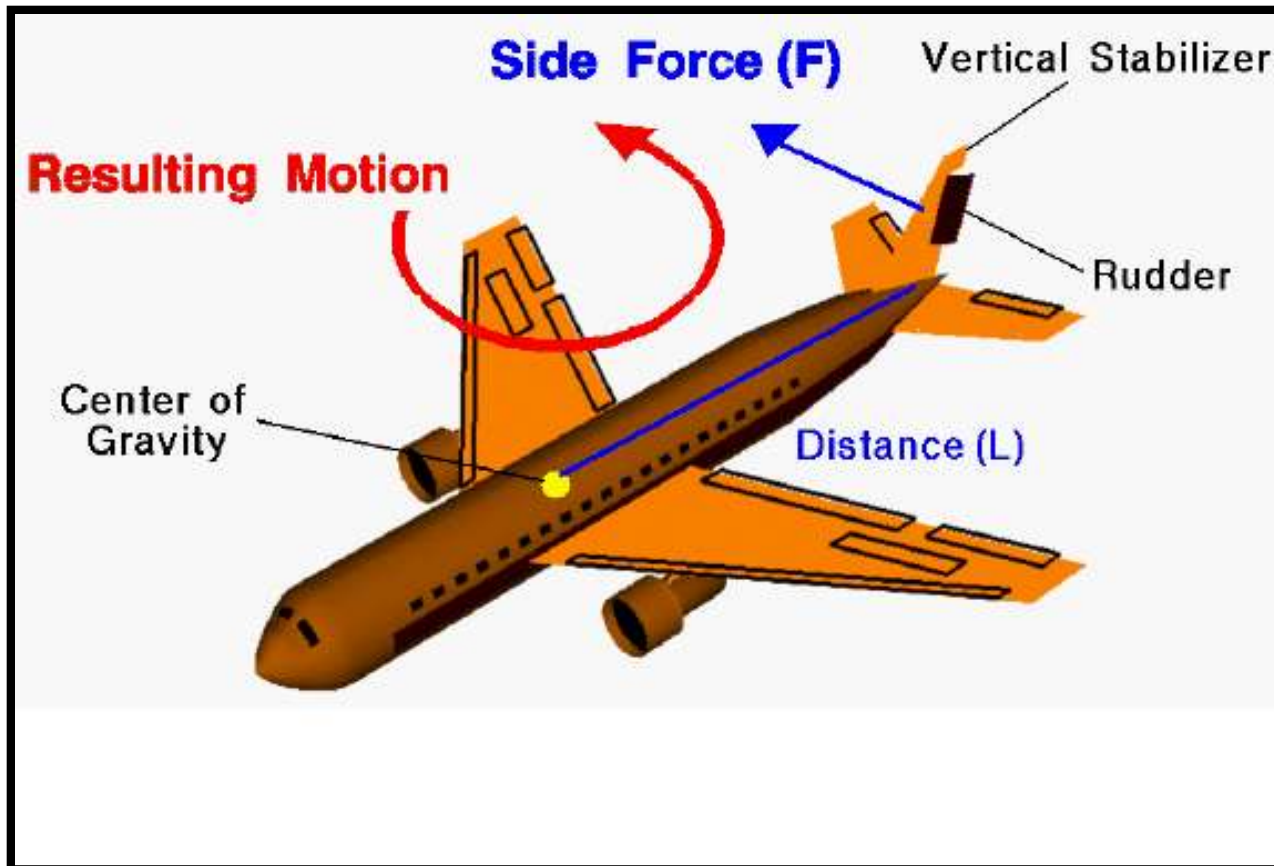 Side Force (F)
Vertical Stabilizer
Resulting Motion
Rudder
Center of
Gravity
Distance (L)